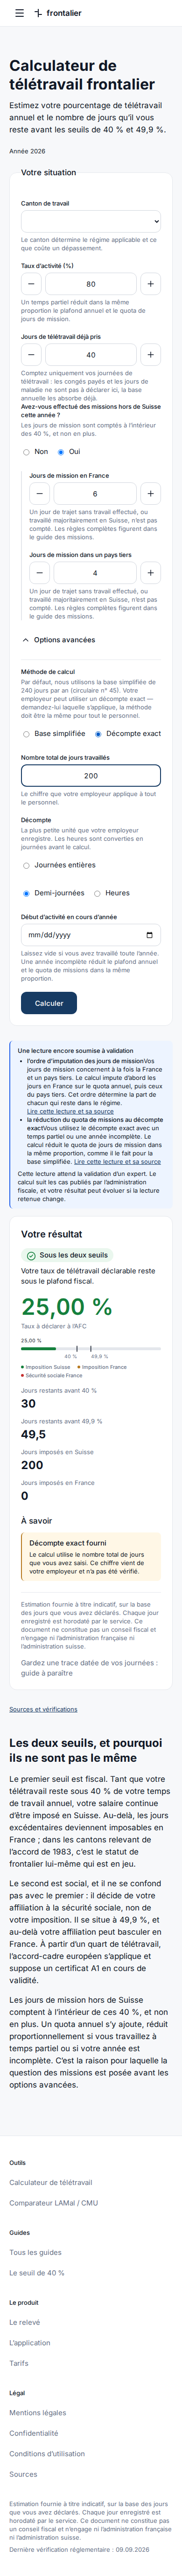 frontalier
Calculateur de
télétravail frontalier
Estimez votre pourcentage de télétravail
annuel et le nombre de jours qu'il vous
reste avant les seuils de 40 % et 49,9 %.
Année 2026
Votre situation
Canton de travail
Le canton détermine le régime applicable et ce
que coûte un dépassement.
Taux d'activité (%)
80
Un temps partiel réduit dans la même
proportion le plafond annuel et le quota de
jours de mission.
Jours de télétravail déjà pris
40
Comptez uniquement vos journées de
télétravail : les congés payés et les jours de
maladie ne sont pas à déclarer ici, la base
annuelle les absorbe déjà.
Avez-vous effectué des missions hors de Suisse
cette année ?
Les jours de mission sont comptés à l'intérieur
des 40 %, et non en plus.
Non
Oui
Jours de mission en France
6
Un jour de trajet sans travail effectué, ou
travaillé majoritairement en Suisse, n'est pas
compté. Les règles complètes figurent dans
le guide des missions.
Jours de mission dans un pays tiers
4
Un jour de trajet sans travail effectué, ou
travaillé majoritairement en Suisse, n'est pas
compté. Les règles complètes figurent dans
le guide des missions.
Options avancées
Méthode de calcul
Par défaut, nous utilisons la base simplifiée de
240 jours par an (circulaire n° 45). Votre
employeur peut utiliser un décompte exact —
demandez-lui laquelle s'applique, la méthode
doit être la même pour tout le personnel.
Base simplifiée
Décompte exact
Nombre total de jours travaillés
200
Le chiffre que votre employeur applique à tout
le personnel.
Décompte
La plus petite unité que votre employeur
enregistre. Les heures sont converties en
journées avant le calcul.
Journées entières
Demi-journées
Heures
Début d'activité en cours d'année
mm/dd/yyyy
Laissez vide si vous avez travaillé toute l'année.
Une année incomplète réduit le plafond annuel
et le quota de missions dans la même
proportion.
Calculer
Une lecture encore soumise à validation
l'ordre d'imputation des jours de missionVos
jours de mission concernent à la fois la France
et un pays tiers. Le calcul impute d'abord les
jours en France sur le quota annuel, puis ceux
du pays tiers. Cet ordre dépend du canton
chacun qui reste dans le régime.
Lire cette lecture et sa source
la réduction du quota de missions au décompte
exactVous utilisez le décompte exact avec un
temps partiel ou une année incomplète. Le
calcul réduit le quota de jours de mission dans
la même proportion, comme il le fait pour la
base simplifiée. Lire cette lecture et sa source
Cette lecture attend la validation d'un expert. Le
calcul suit les cas publiés par l'administration
fiscale, et votre résultat peut évoluer si la lecture
retenue change.
Votre résultat
Sous les deux seuils
Votre taux de télétravail déclarable reste
sous le plafond fiscal.
25,00 %
Taux à déclarer à l'AFC
25,00 %
40 %
49,9 %
Imposition Suisse
Imposition France
Sécurité sociale France
Jours restants avant 40 %
30
Jours restants avant 49,9 %
49,5
Jours imposés en Suisse
200
Jours imposés en France
0
À savoir
Décompte exact fourni
Le calcul utilise le nombre total de jours
que vous avez saisi. Ce chiffre vient de
votre employeur et n'a pas été vérifié.
Estimation fournie à titre indicatif, sur la base
des jours que vous avez déclarés. Chaque jour
enregistré est horodaté par le service. Ce
document ne constitue pas un conseil fiscal et
n'engage ni l'administration française ni
l'administration suisse.
Gardez une trace datée de vos journées :
guide à paraître
Sources et vérifications
Les deux seuils, et pourquoi
ils ne sont pas le même
Le premier seuil est fiscal. Tant que votre
télétravail reste sous 40 % de votre temps
de travail annuel, votre salaire continue
d'être imposé en Suisse. Au-delà, les jours
excédentaires deviennent imposables en
France ; dans les cantons relevant de
l'accord de 1983, c'est le statut de
frontalier lui-même qui est en jeu.
Le second est social, et il ne se confond
pas avec le premier : il décide de votre
affiliation à la sécurité sociale, non de
votre imposition. Il se situe à 49,9 %, et
au-delà votre affiliation peut basculer en
France. À partir d'un quart de télétravail,
l'accord-cadre européen s'applique et
suppose un certificat A1 en cours de
validité.
Les jours de mission hors de Suisse
comptent à l'intérieur de ces 40 %, et non
en plus. Un quota annuel s'y ajoute, réduit
proportionnellement si vous travaillez à
temps partiel ou si votre année est
incomplète. C'est la raison pour laquelle la
question des missions est posée avant les
options avancées.
Outils
Calculateur de télétravail
Comparateur LAMal / CMU
Guides
Tous les guides
Le seuil de 40 %
Le produit
Le relevé
L'application
Tarifs
Légal
Mentions légales
Confidentialité
Conditions d'utilisation
Sources
Estimation fournie à titre indicatif, sur la base des jours
que vous avez déclarés. Chaque jour enregistré est
horodaté par le service. Ce document ne constitue pas
un conseil fiscal et n'engage ni l'administration française
ni l'administration suisse.
Dernière vérification réglementaire : 09.09.2026